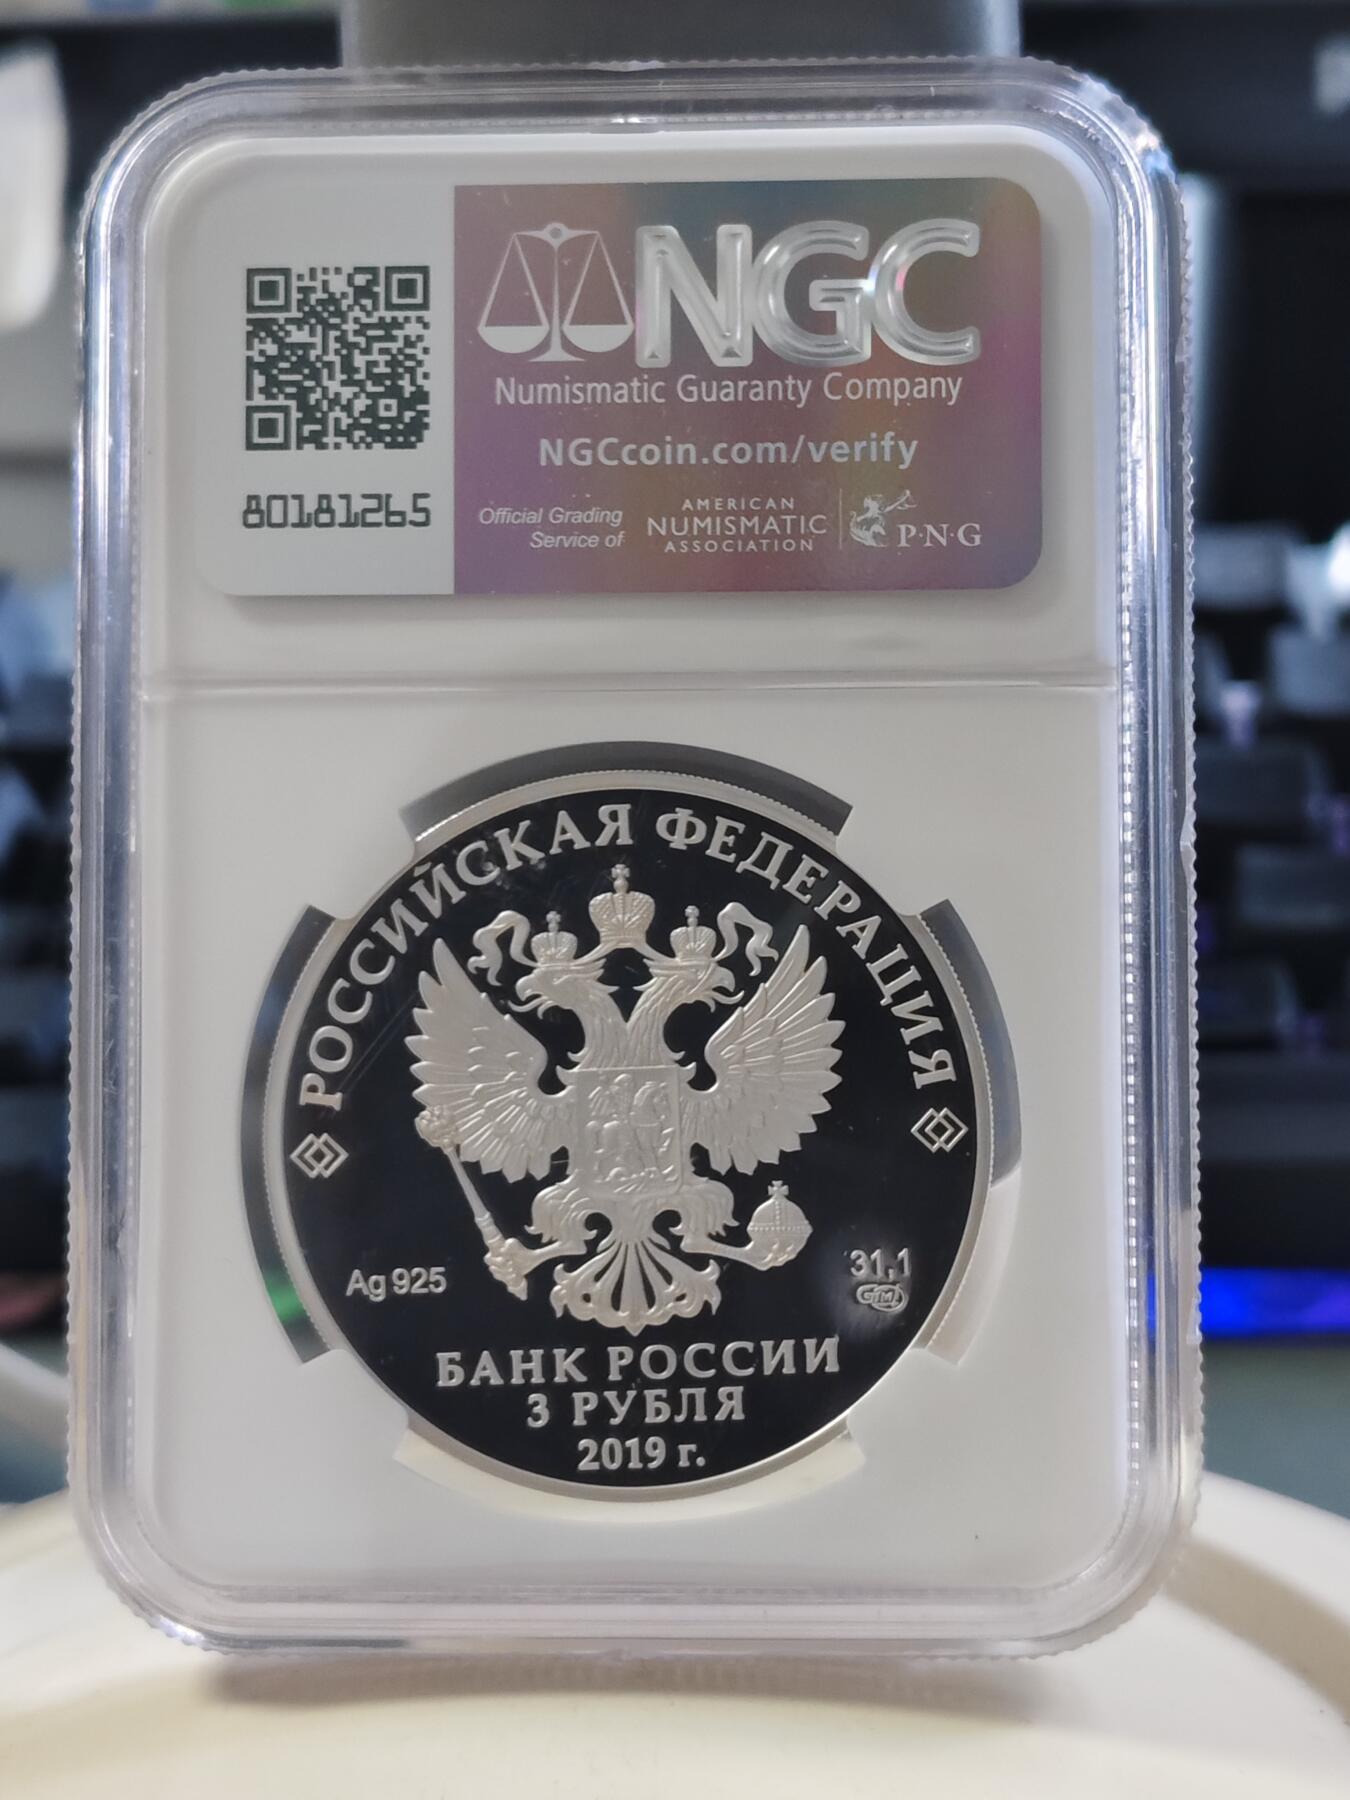 NGC
Numismatic Guaranty Company
NGCcoin.com/verify
80181265
Official Grading
Service of
AMERICAN
NUMISMATIC
ASSOCIATION
P·N·G
РОССИЙСКАЯ ФЕДЕРАЦИЯ
Ag 925
31,1
БАНК РОССИИ
3 РУБЛЯ
2019 г.